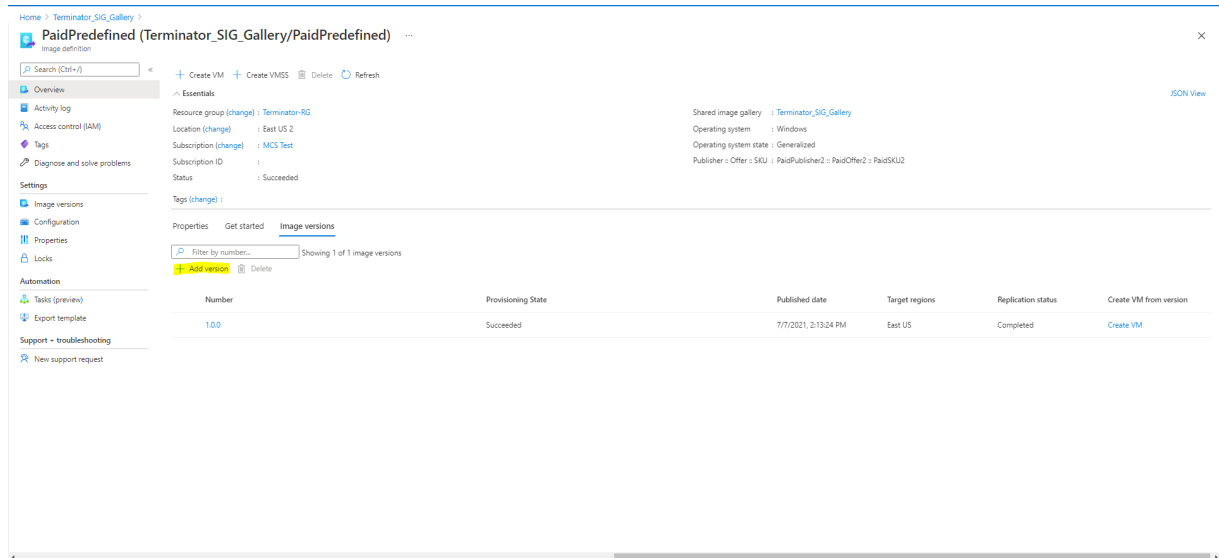 Home > Terminator_SIG_Gallery >
PaidPredefined (Terminator_SIG_Gallery/PaidPredefined) ...
Image definition
Search (Ctrl+/) «
Overview
Activity log
Access control (IAM)
Tags
Diagnose and solve problems
Settings
Image versions
Configuration
Properties
Locks
Automation
Tasks (preview)
Export template
Support + troubleshooting
New support request
+ Create VM + Create VMSS Delete Refresh
Essentials JSON View
Resource group (change) : Terminator-RG
Location (change) : East US 2
Subscription (change) : MCS Test
Subscription ID :
Status : Succeeded
Shared image gallery : Terminator_SIG_Gallery
Operating system : Windows
Operating system state : Generalized
Publisher :: Offer :: SKU : PaidPublisher2 :: PaidOffer2 :: PaidSKU2
Tags (change) :
Properties Get started Image versions
Filter by number... Showing 1 of 1 image versions
+ Add version Delete
Number Provisioning State Published date Target regions Replication status Create VM from version
1.0.0 Succeeded 7/7/2021, 2:13:24 PM East US Completed Create VM